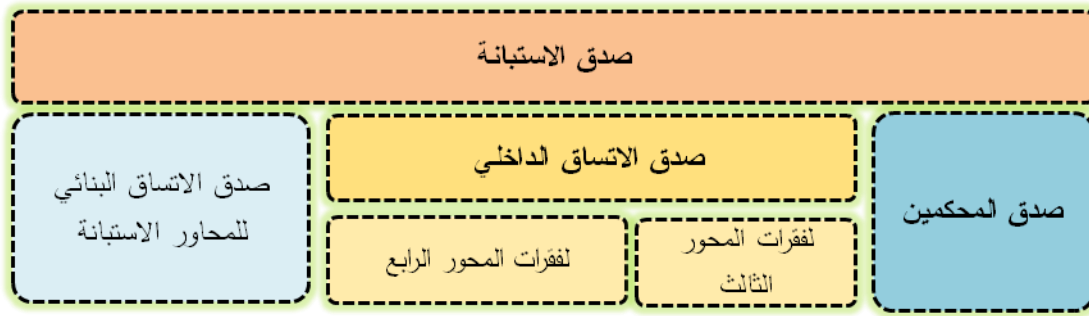 صدق الاستبانة
صدق المحكمين
صدق الاتساق الداخلي
لفقرات المحور
الثالث
لفقرات المحور الرابع
صدق الاتساق البنائي
للمحاور الاستبانة